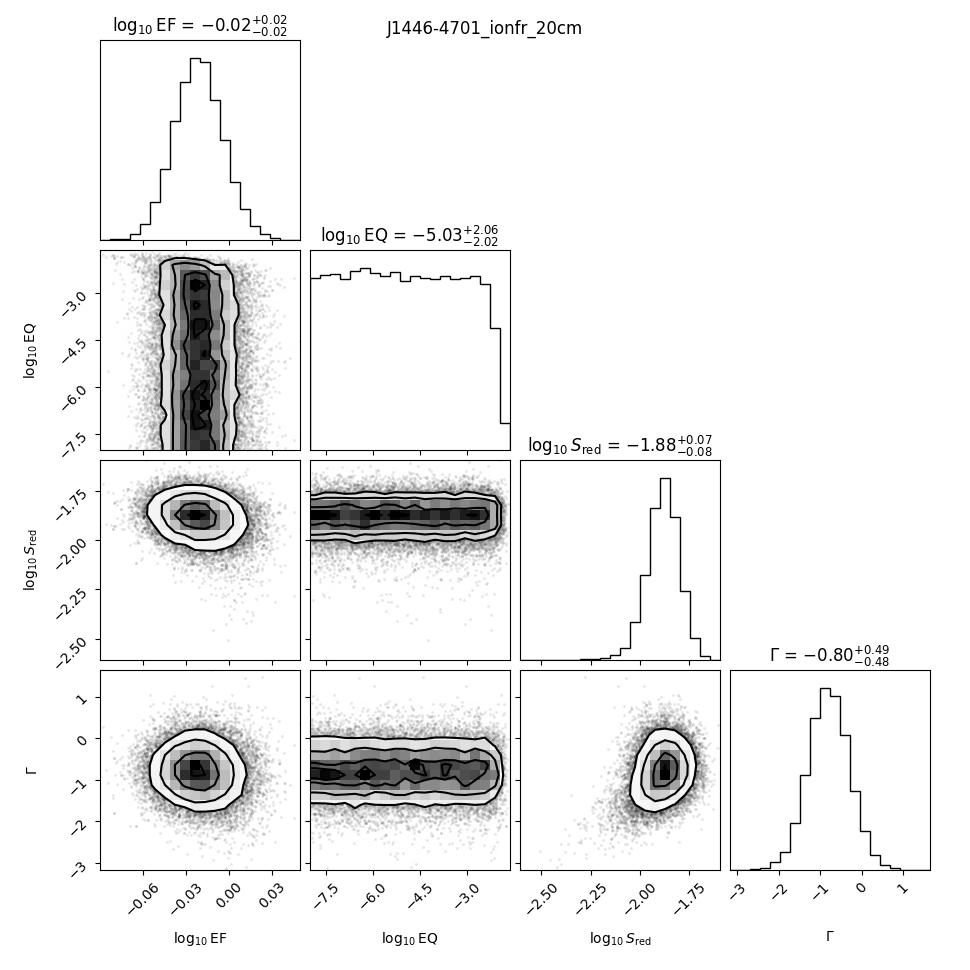 J1446-4701_ionfr_20cm
log₁₀ EF = −0.02⁺⁰·⁰²₋₀.₀₂
log₁₀ EQ = −5.03⁺²·⁰⁶₋₂.₀₂
−3.0
−4.5
−6.0
−7.5
log₁₀ EQ
log₁₀ S_red = −1.88⁺⁰·⁰⁷₋₀.₀₈
−1.75
−2.00
−2.25
−2.50
log₁₀ S_red
Γ = −0.80⁺⁰·⁴⁹₋₀.₄₈
1
0
−1
−2
−3
Γ
−0.06 −0.03 0.00 0.03
−7.5 −6.0 −4.5 −3.0
−2.50 −2.25 −2.00 −1.75
−3 −2 −1 0 1
log₁₀ EF
log₁₀ EQ
log₁₀ S_red
Γ